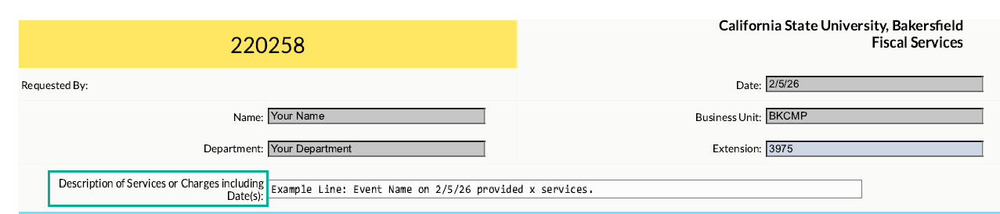 220258
California State University, Bakersfield
Fiscal Services
Requested By:
Date: 2/5/26
Name: Your Name
Business Unit: BKCMP
Department: Your Department
Extension: 3975
Description of Services or Charges including
Date(s):
Example Line: Event Name on 2/5/26 provided x services.